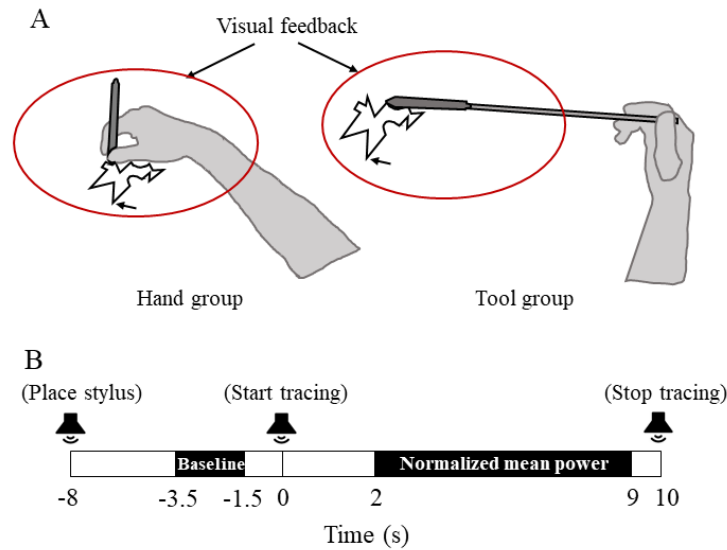 A
Visual feedback
Hand group
Tool group
B
(Place stylus) (Start tracing) (Stop tracing)
Baseline Normalized mean power
-8 -3.5 -1.5 0 2 9 10
Time (s)